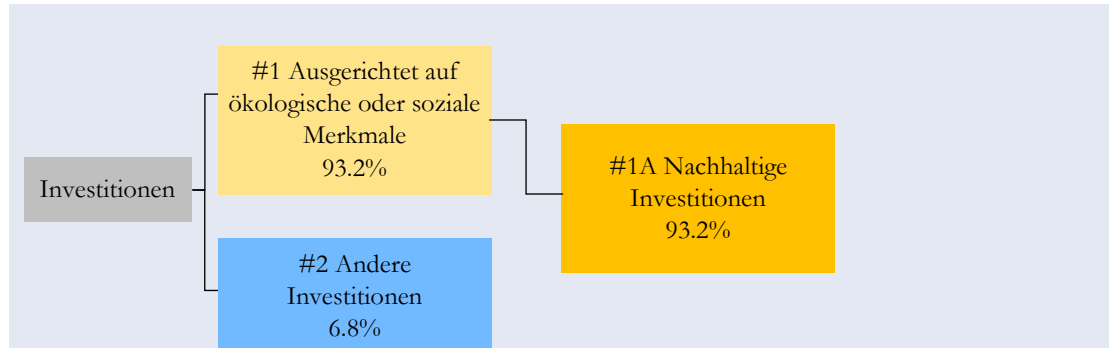 #1 Ausgerichtet auf
ökologische oder soziale
Merkmale
93.2%
#1A Nachhaltige
Investitionen
93.2%
Investitionen
#2 Andere
Investitionen
6.8%